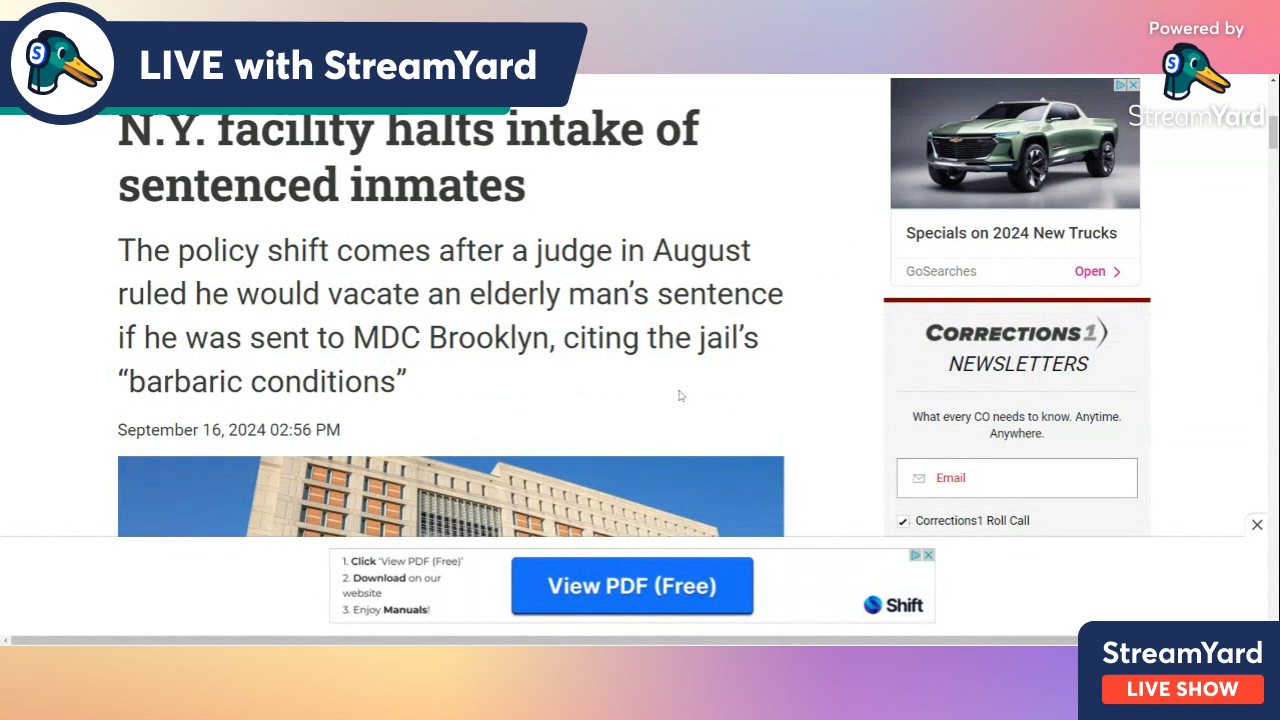 LIVE with StreamYard
Powered by
StreamYard
N.Y. facility halts intake of
sentenced inmates
The policy shift comes after a judge in August
ruled he would vacate an elderly man’s sentence
if he was sent to MDC Brooklyn, citing the jail’s
“barbaric conditions”
September 16, 2024 02:56 PM
Specials on 2024 New Trucks
GoSearches
Open
CORRECTIONS1
NEWSLETTERS
What every CO needs to know. Anytime.
Anywhere.
Email
Corrections1 Roll Call
1. Click 'View PDF (Free)'
2. Download on our
website
3. Enjoy Manuals!
View PDF (Free)
Shift
StreamYard
LIVE SHOW